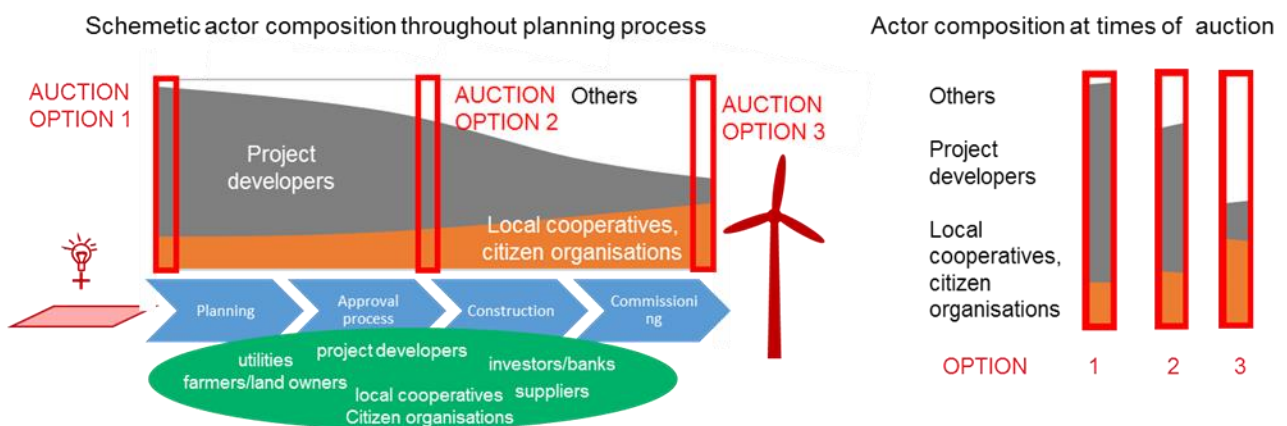 Schemetic actor composition throughout planning process
AUCTION
OPTION 1
AUCTION
OPTION 2
Others
AUCTION
OPTION 3
Project
developers
Local cooperatives,
citizen organisations
Planning
Approval
process
Construction
Commissioni
ng
utilities
project developers
investors/banks
farmers/land owners
local cooperatives
suppliers
Citizen organisations
Actor composition at times of auction
Others
Project
developers
Local
cooperatives,
citizen
organisations
OPTION 1 2 3